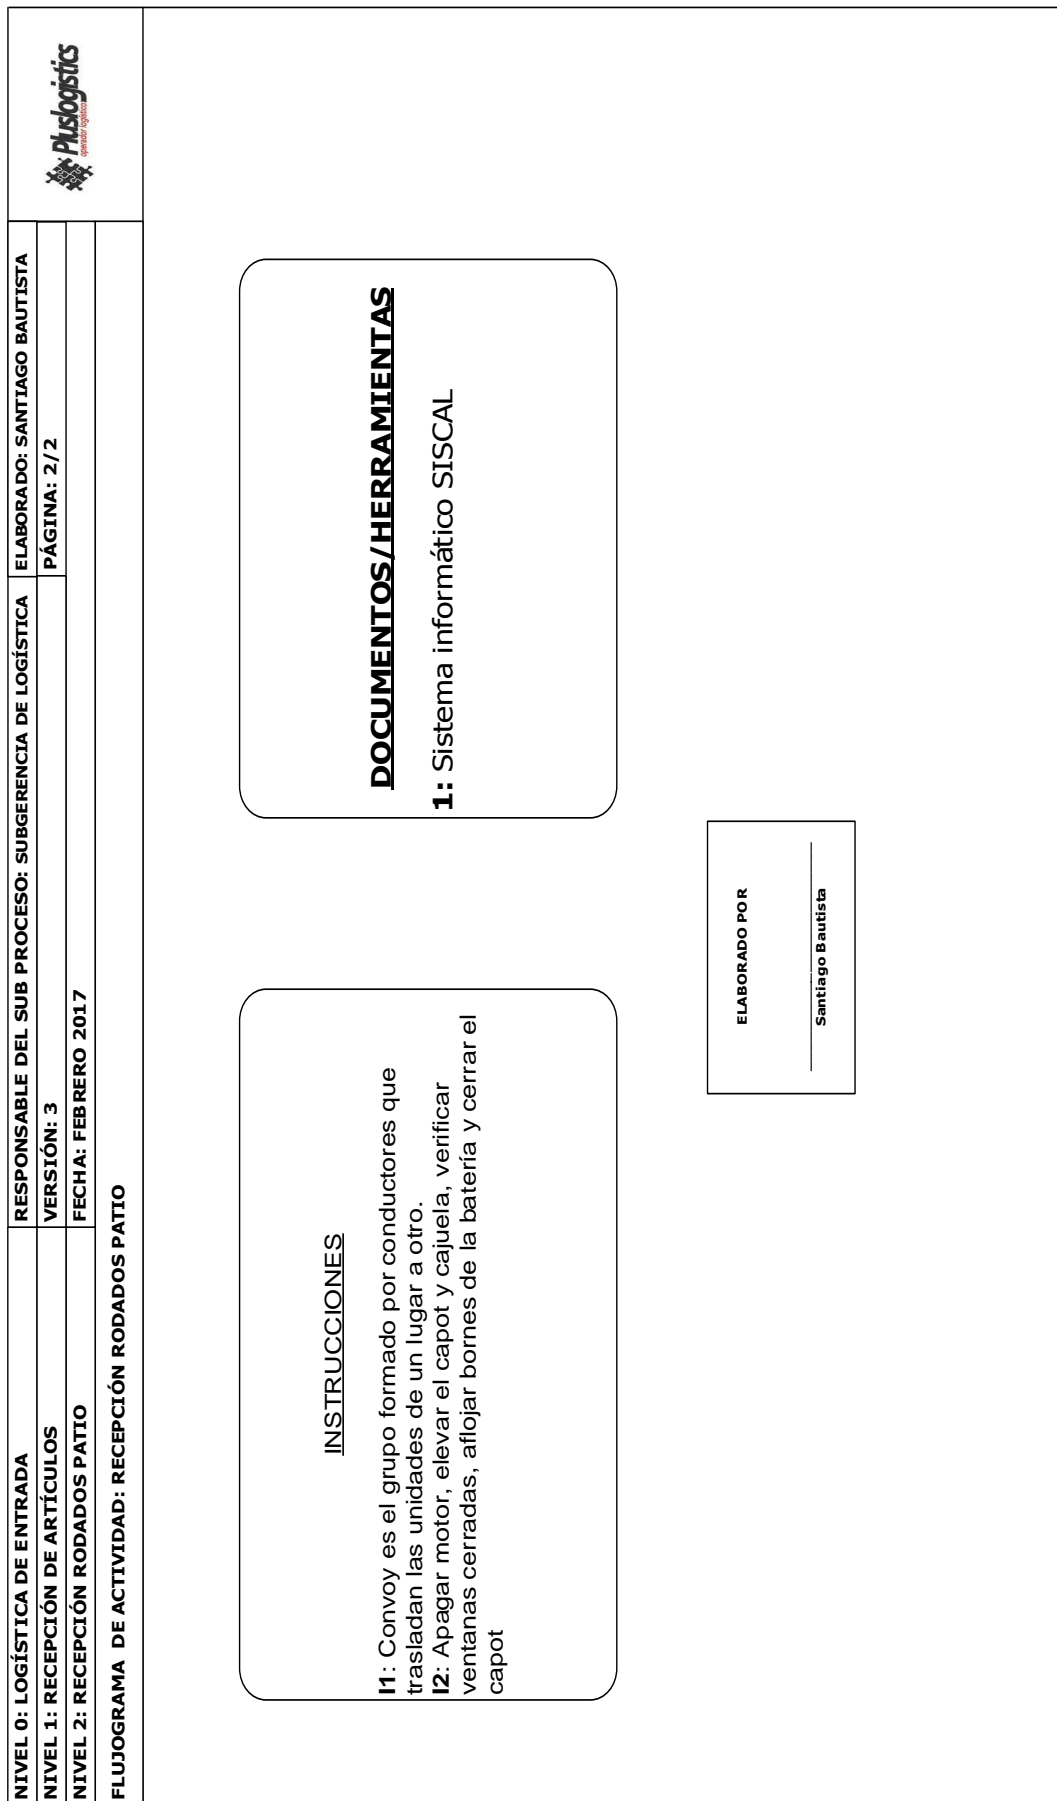 NIVEL 0: LOGÍSTICA DE ENTRADA
RESPONSABLE DEL SUB PROCESO: SUBGERENCIA DE LOGÍSTICA
ELABORADO: SANTIAGO BAUTISTA
NIVEL 1: RECEPCIÓN DE ARTÍCULOS
VERSIÓN: 3
PÁGINA: 2/2
NIVEL 2: RECEPCIÓN RODADOS PATIO
FECHA: FEBRERO 2017
FLUJOGRAMA DE ACTIVIDAD: RECEPCIÓN RODADOS PATIO
Pluslogistics
operador logístico
INSTRUCCIONES
I1: Convoy es el grupo formado por conductores que
trasladan las unidades de un lugar a otro.
I2: Apagar motor, elevar el capot y cajuela, verificar
ventanas cerradas, aflojar bornes de la batería y cerrar el
capot
DOCUMENTOS/HERRAMIENTAS
1: Sistema informático SISCAL
ELABORADO POR
Santiago Bautista